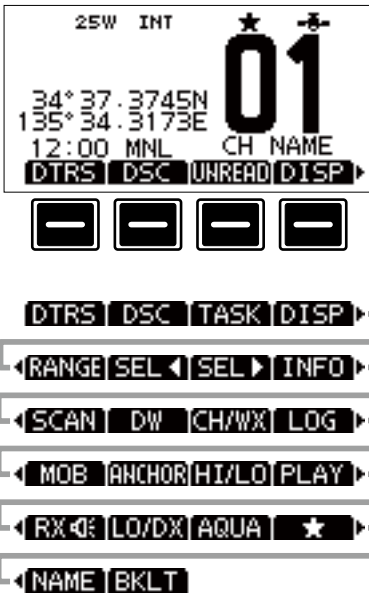 25W INT
01
34°37.3745N
135°34.3173E
12:00 MNL
CH NAME
DTRS DSC UNREAD DISP
DTRS DSC TASK DISP
RANGE SEL◀ SEL▶ INFO
SCAN DW CH/WX LOG
MOB ANCHOR HI/LO PLAY
RX LO/DX AQUA ★
NAME BKLT